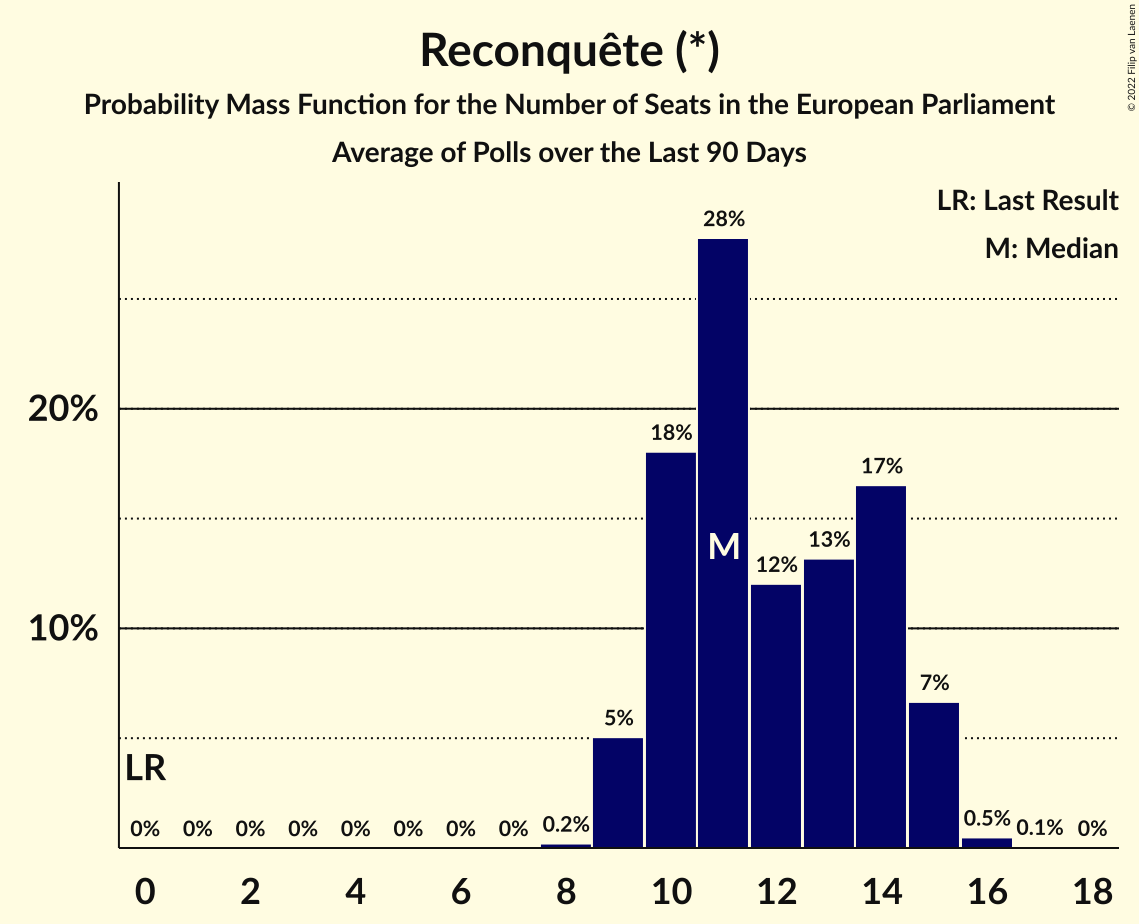 Reconquête (*)
Probability Mass Function for the Number of Seats in the European Parliament
Average of Polls over the Last 90 Days
© 2022 Filip van Laenen
LR: Last Result
M: Median
28%
20%
18%
17%
M
13%
12%
10%
7%
5%
LR
0% 0% 0% 0% 0% 0% 0% 0% 0.2% 0.5% 0.1% 0%
0 2 4 6 8 10 12 14 16 18